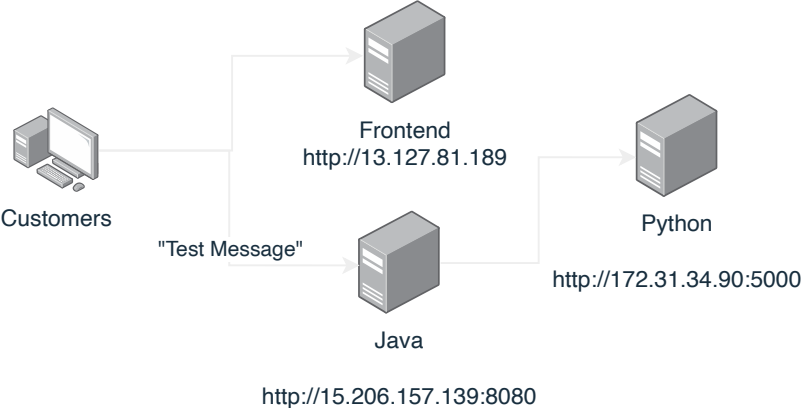 Frontend
http://13.127.81.189
Customers
Python
"Test Message"
http://172.31.34.90:5000
Java
http://15.206.157.139:8080